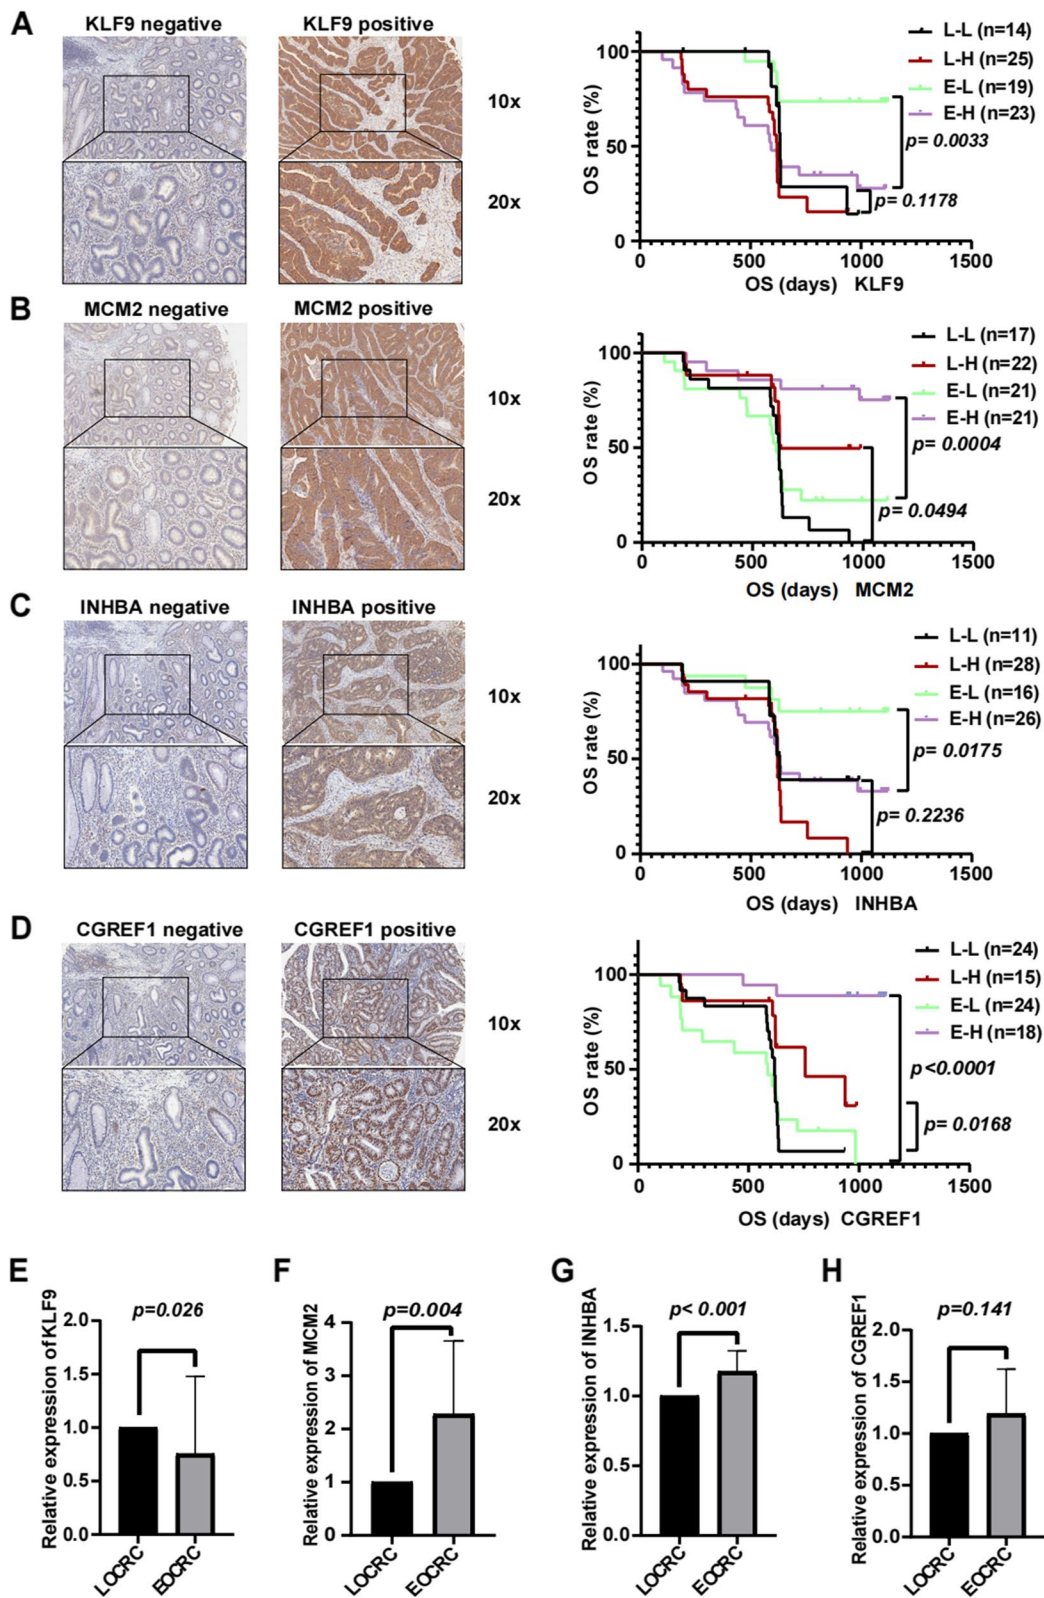 A
KLF9 negative KLF9 positive
10x
20x
OS rate (%)
100
50
0
0 500 1000 1500
OS (days) KLF9
L-L (n=14)
L-H (n=25)
E-L (n=19)
E-H (n=23)
p= 0.0033
p= 0.1178
B
MCM2 negative MCM2 positive
10x
20x
OS rate (%)
100
50
0
0 500 1000 1500
OS (days) MCM2
L-L (n=17)
L-H (n=22)
E-L (n=21)
E-H (n=21)
p= 0.0004
p= 0.0494
C
INHBA negative INHBA positive
10x
20x
OS rate (%)
100
50
0
0 500 1000 1500
OS (days) INHBA
L-L (n=11)
L-H (n=28)
E-L (n=16)
E-H (n=26)
p= 0.0175
p= 0.2236
D
CGREF1 negative CGREF1 positive
10x
20x
OS rate (%)
100
50
0
0 500 1000 1500
OS (days) CGREF1
L-L (n=24)
L-H (n=15)
E-L (n=24)
E-H (n=18)
p<0.0001
p= 0.0168
E
Relative expression of KLF9
p=0.026
2.0
1.5
1.0
0.5
0.0
LOCRC EOCRC
F
Relative expression of MCM2
p=0.004
4
3
2
1
0
LOCRC EOCRC
G
Relative expression of INHBA
p< 0.001
1.5
1.0
0.5
0.0
LOCRC EOCRC
H
Relative expression of CGREF1
p=0.141
2.0
1.5
1.0
0.5
0.0
LOCRC EOCRC